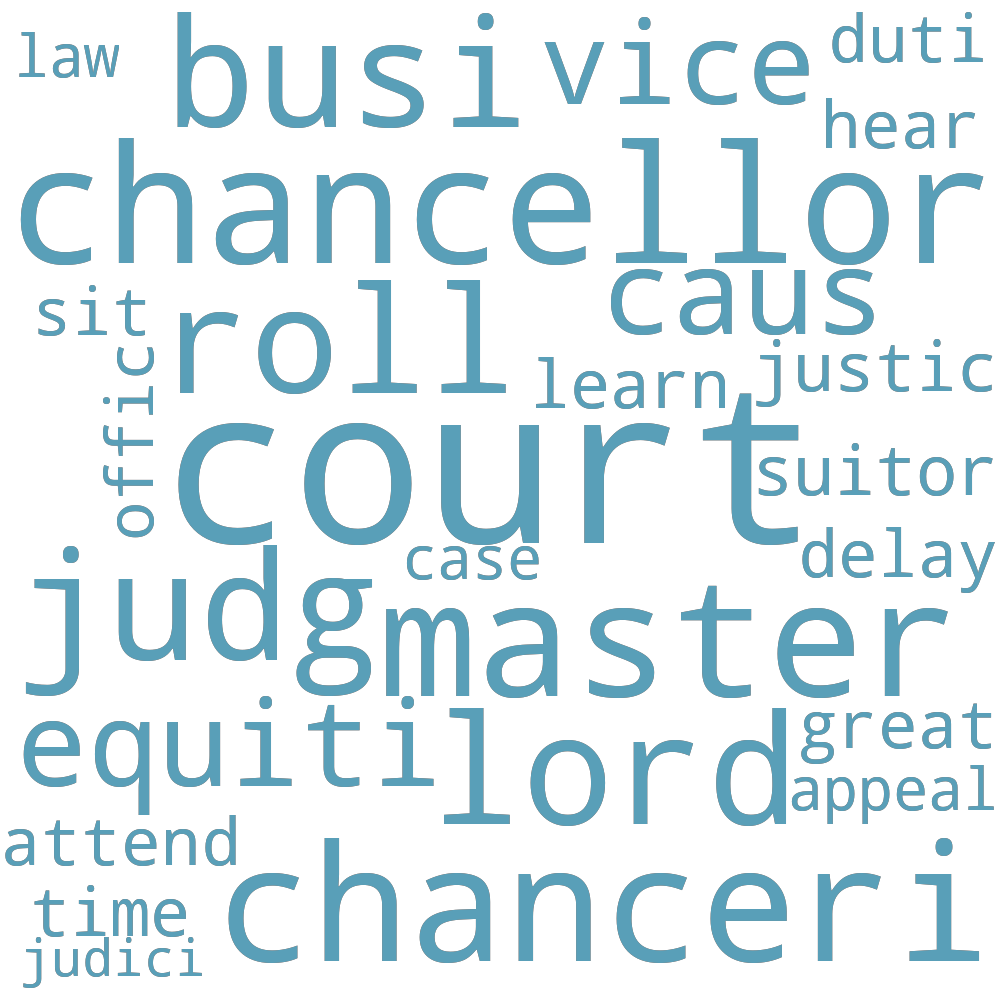 law
busi
vice
duti
hear
chancellor
caus
sit
roll
offic
learn
justic
court
suitor
case
delay
judg
master
equiti
lord
great
appeal
attend
chanceri
time
judici